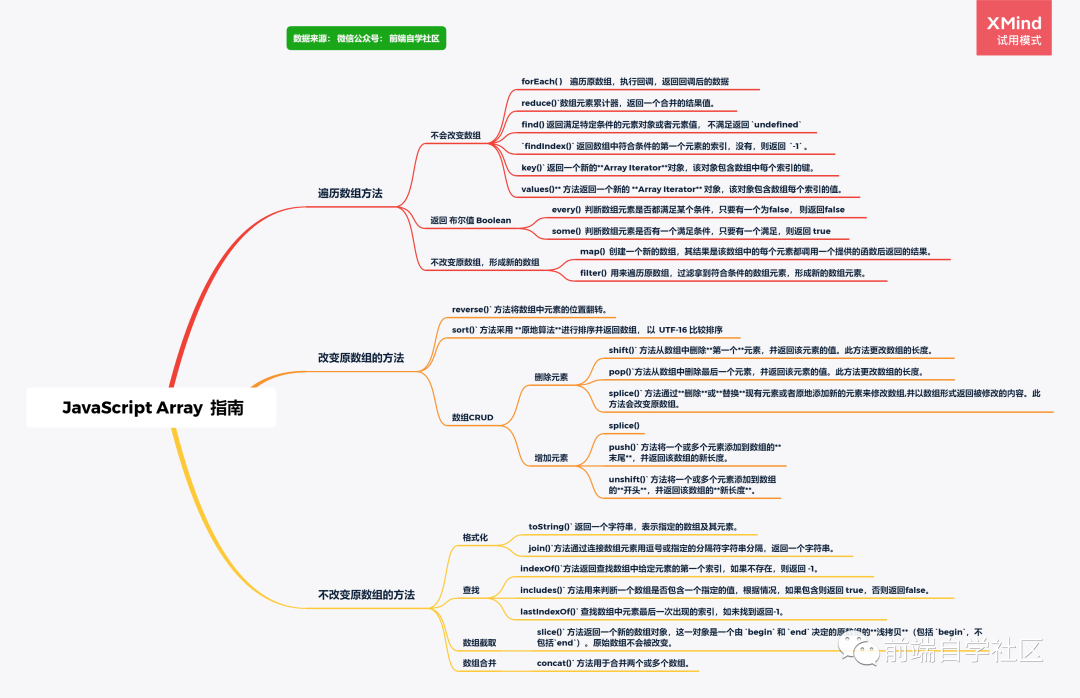 数据来源： 微信公众号： 前端自学社区
XMind
试用模式
JavaScript Array 指南
遍历数组方法
不会改变数组
forEach( ) 遍历原数组，执行回调，返回回调后的数据
reduce()`数组元素累计器，返回一个合并的结果值。
find() 返回满足特定条件的元素对象或者元素值， 不满足返回 `undefined`
`findIndex()` 返回数组中符合条件的第一个元素的索引，没有，则返回 `-1` 。
key()` 返回一个新的**Array Iterator**对象，该对象包含数组中每个索引的键。
values()** 方法返回一个新的 **Array Iterator** 对象，该对象包含数组每个索引的值。
返回 布尔值 Boolean
every() 判断数组元素是否都满足某个条件，只要有一个为false， 则返回false
some() 判断数组元素是否有一个满足条件，只要有一个满足，则返回 true
不改变原数组，形成新的数组
map() 创建一个新的数组，其结果是该数组中的每个元素都调用一个提供的函数后返回的结果。
filter() 用来遍历原数组，过滤拿到符合条件的数组元素，形成新的数组元素。
改变原数组的方法
reverse()` 方法将数组中元素的位置翻转。
sort()` 方法采用 **原地算法**进行排序并返回数组， 以 UTF-16 比较排序
数组CRUD
删除元素
shift()` 方法从数组中删除**第一个**元素，并返回该元素的值。此方法更改数组的长度。
pop()`方法从数组中删除最后一个元素，并返回该元素的值。此方法更改数组的长度。
splice()` 方法通过**删除**或**替换**现有元素或者原地添加新的元素来修改数组,并以数组形式返回被修改的内容。此
方法会改变原数组。
增加元素
splice()
push()` 方法将一个或多个元素添加到数组的**
末尾**，并返回该数组的新长度。
unshift()` 方法将一个或多个元素添加到数组
的**开头**，并返回该数组的**新长度**。
不改变原数组的方法
格式化
toString()` 返回一个字符串，表示指定的数组及其元素。
join()`方法通过连接数组元素用逗号或指定的分隔符字符串分隔，返回一个字符串。
查找
indexOf()`方法返回查找数组中给定元素的第一个索引，如果不存在，则返回 -1。
includes()` 方法用来判断一个数组是否包含一个指定的值，根据情况，如果包含则返回 true，否则返回false。
lastIndexOf()` 查找数组中元素最后一次出现的索引，如未找到返回-1。
数组截取
slice()` 方法返回一个新的数组对象，这一对象是一个由 `begin` 和 `end` 决定的原数组的**浅拷贝**（包括 `begin`，不
包括`end`）。原始数组不会被改变。
数组合并
concat()` 方法用于合并两个或多个数组。
前端自学社区